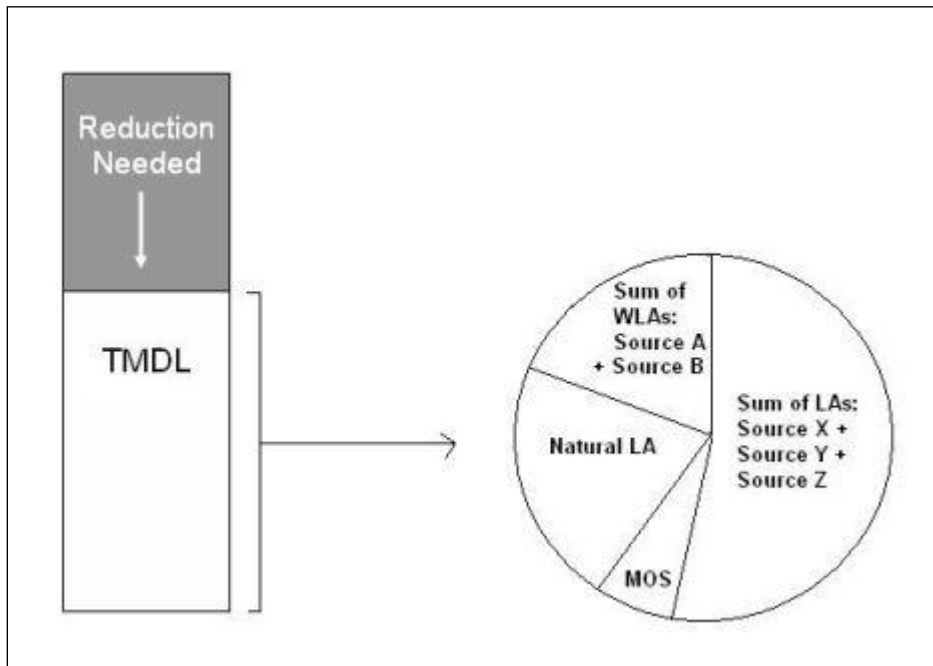 Reduction
Needed
TMDL
Sum of
WLAs:
Source A
+ Source B
Natural LA
MOS
Sum of LAs:
Source X +
Source Y +
Source Z